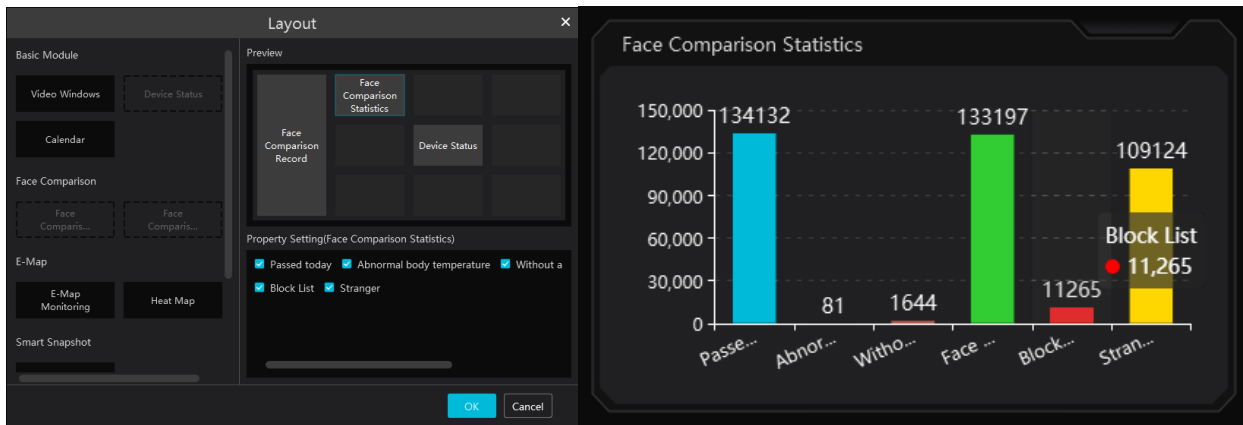 Layout
×
Basic Module
Video Windows
Device Status
Calendar
Face Comparison
Face
Comparis...
Face
Comparis...
E-Map
E-Map
Monitoring
Heat Map
Smart Snapshot
Preview
Face
Comparison
Record
Face
Comparison
Statistics
Device Status
Property Setting(Face Comparison Statistics)
Passed today
Abnormal body temperature
Without a
Block List
Stranger
OK
Cancel
Face Comparison Statistics
150,000
120,000
90,000
60,000
30,000
0
134132
81
1644
133197
11265
109124
Block List
11,265
Passe...
Abnor...
Witho...
Face ...
Block...
Stran...